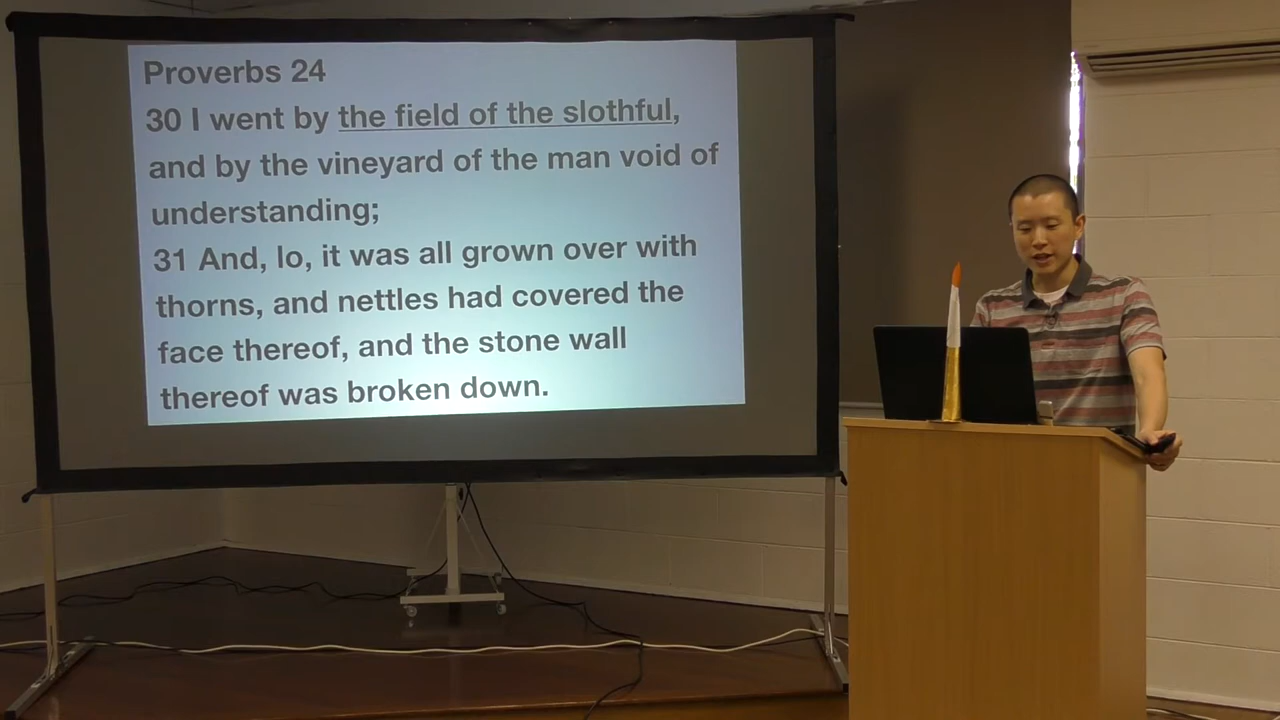 Proverbs 24
30 I went by the field of the slothful,
and by the vineyard of the man void of
understanding;
31 And, lo, it was all grown over with
thorns, and nettles had covered the
face thereof, and the stone wall
thereof was broken down.